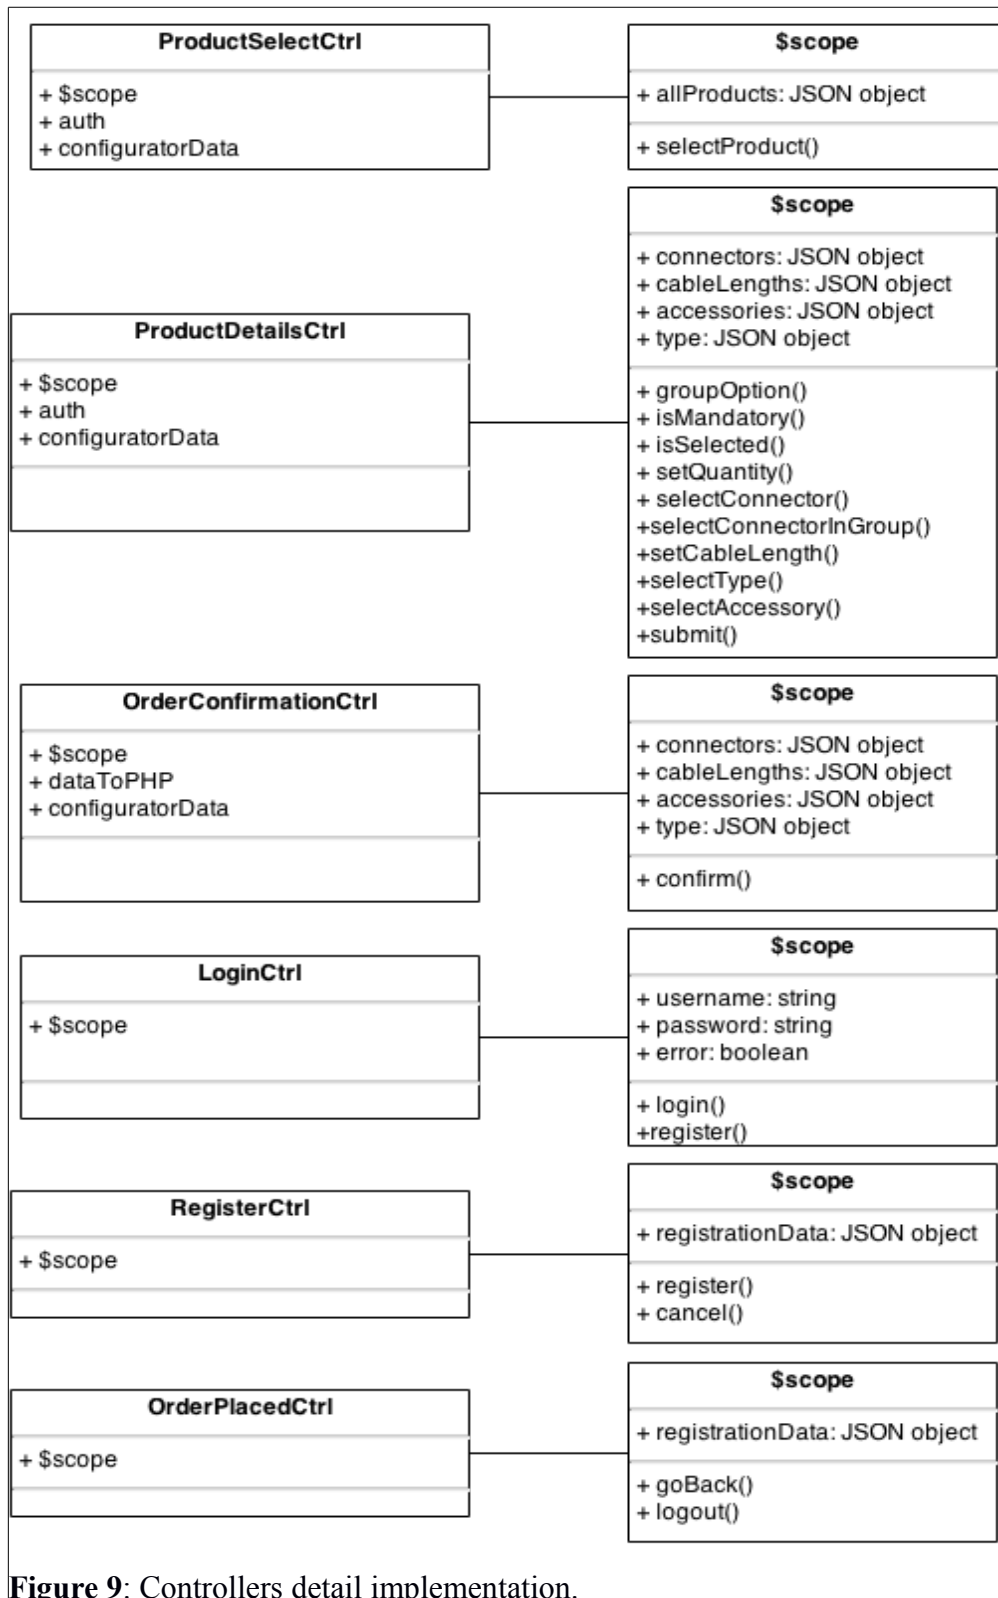 ProductSelectCtrl
+ $scope
+ auth
+ configuratorData
$scope
+ allProducts: JSON object
+ selectProduct()
ProductDetailsCtrl
+ $scope
+ auth
+ configuratorData
$scope
+ connectors: JSON object
+ cableLengths: JSON object
+ accessories: JSON object
+ type: JSON object
+ groupOption()
+ isMandatory()
+ isSelected()
+ setQuantity()
+ selectConnector()
+selectConnectorInGroup()
+setCableLength()
+selectType()
+selectAccessory()
+submit()
OrderConfirmationCtrl
+ $scope
+ dataToPHP
+ configuratorData
$scope
+ connectors: JSON object
+ cableLengths: JSON object
+ accessories: JSON object
+ type: JSON object
+ confirm()
LoginCtrl
+ $scope
$scope
+ username: string
+ password: string
+ error: boolean
+ login()
+register()
RegisterCtrl
+ $scope
$scope
+ registrationData: JSON object
+ register()
+ cancel()
OrderPlacedCtrl
+ $scope
$scope
+ registrationData: JSON object
+ goBack()
+ logout()
Figure 9: Controllers detail implementation.